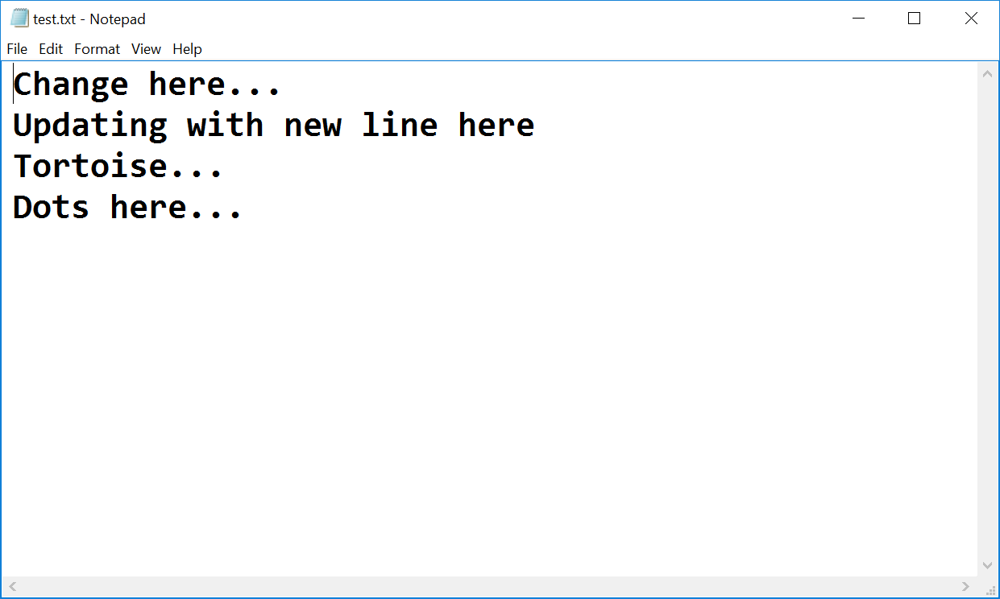 test.txt - Notepad
File Edit Format View Help
Change here...
Updating with new line here
Tortoise...
Dots here...